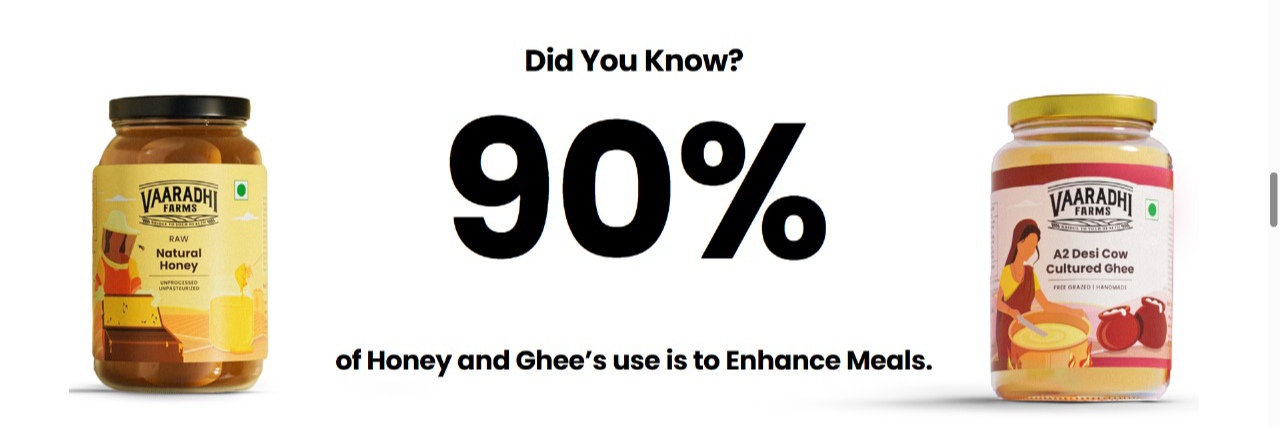 Did You Know?
90%
of Honey and Ghee’s use is to Enhance Meals.
VAARADHI
FARMS
RAW
Natural
Honey
UNPROCESSED
UNPASTEURIZED
VAARADHI
FARMS
A2 Desi Cow
Cultured Ghee
FREE GRAZED | HANDMADE